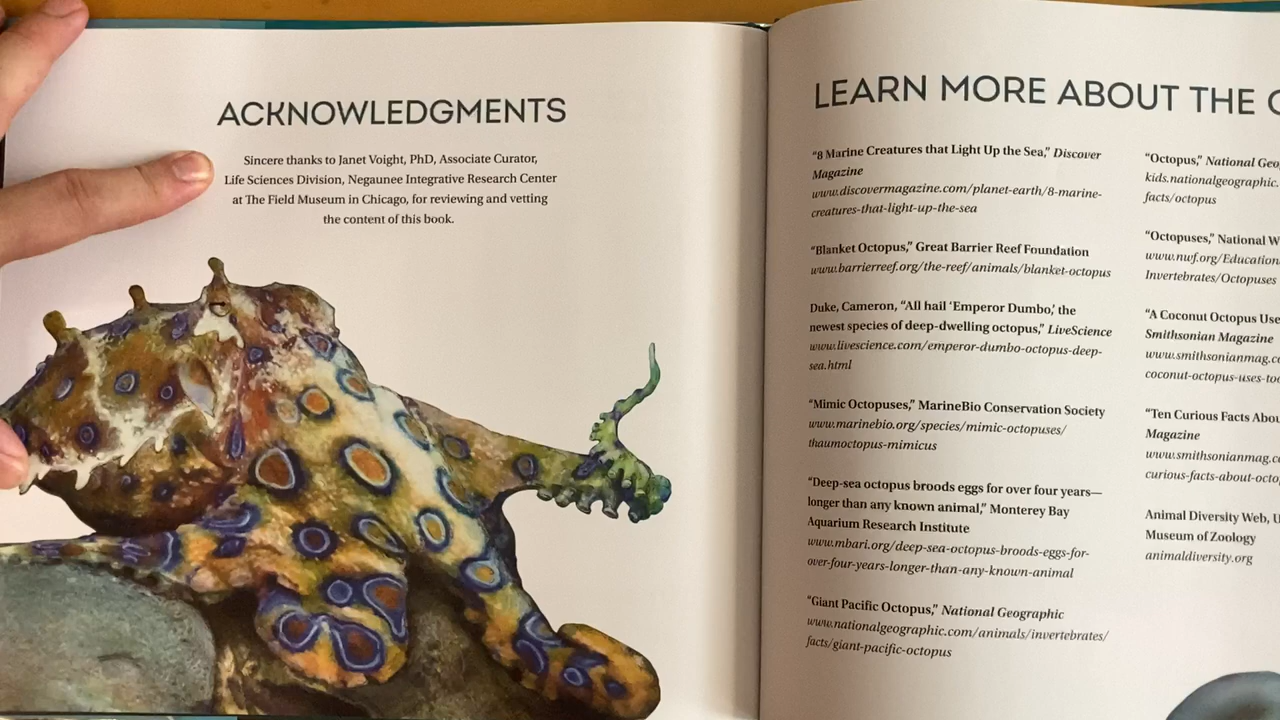 ACKNOWLEDGMENTS
Sincere thanks to Janet Voight, PhD, Associate Curator,
Life Sciences Division, Negaunee Integrative Research Center
at The Field Museum in Chicago, for reviewing and vetting
the content of this book.
LEARN MORE ABOUT THE
“8 Marine Creatures that Light Up the Sea,” Discover
Magazine
www.discovermagazine.com/planet-earth/8-marine-
creatures-that-light-up-the-sea
“Blanket Octopus,” Great Barrier Reef Foundation
www.barrierreef.org/the-reef/animals/blanket-octopus
Duke, Cameron, “All hail ‘Emperor Dumbo,’ the
newest species of deep-dwelling octopus,” LiveScience
www.livescience.com/emperor-dumbo-octopus-deep-
sea.html
“Mimic Octopuses,” MarineBio Conservation Society
www.marinebio.org/species/mimic-octopuses/
thaumoctopus-mimicus
“Deep-sea octopus broods eggs for over four years—
longer than any known animal,” Monterey Bay
Aquarium Research Institute
www.mbari.org/deep-sea-octopus-broods-eggs-for-
over-four-years-longer-than-any-known-animal
“Giant Pacific Octopus,” National Geographic
www.nationalgeographic.com/animals/invertebrates/
facts/giant-pacific-octopus
“Octopus,” National Geo
kids.nationalgeographic.
facts/octopus
“Octopuses,” National W
www.nwf.org/Education
Invertebrates/Octopuses
“A Coconut Octopus Use
Smithsonian Magazine
www.smithsonianmag.co
coconut-octopus-uses-too
“Ten Curious Facts Abou
Magazine
www.smithsonianmag.co
curious-facts-about-octop
Animal Diversity Web, U
Museum of Zoology
animaldiversity.org